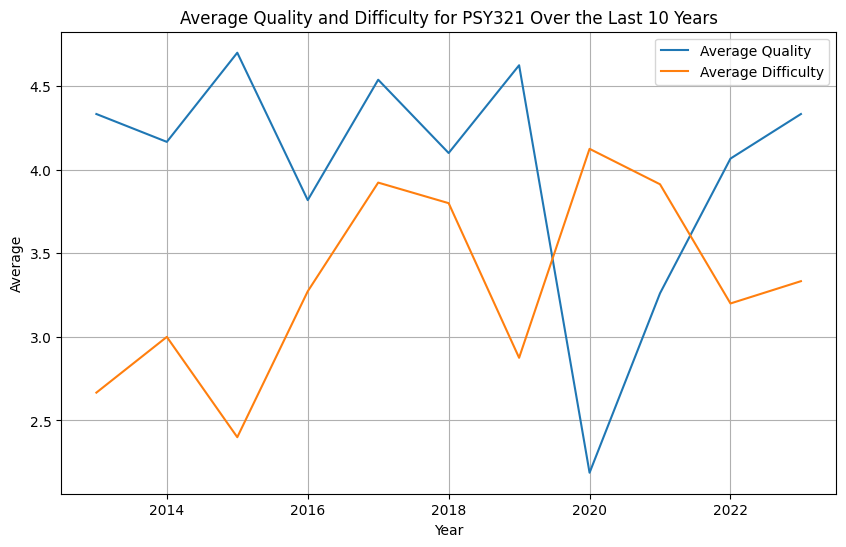 Average Quality and Difficulty for PSY321 Over the Last 10 Years
Average Quality
Average Difficulty
4.5
4.0
3.5
3.0
2.5
Average
2014
2016
2018
2020
2022
Year